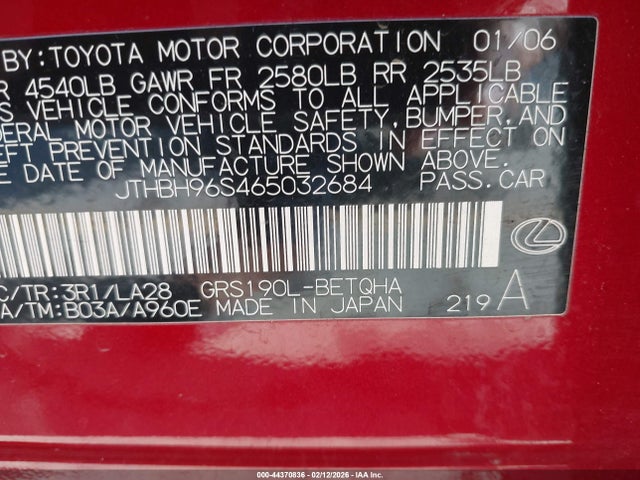 BY:TOYOTA MOTOR CORPORATION 01/06
R 4540LB GAWR FR 2580LB RR 2535LB
S VEHICLE CONFORMS TO ALL APPLICABLE
DERAL MOTOR VEHICLE SAFETY,BUMPER,AND
EFT PREVENTION STANDARDS IN EFFECT ON
E DATE OF MANUFACTURE SHOWN ABOVE.
JTHBH96S465032684 PASS.CAR
C/TR:3R1/LA28 GRS190L-BETQHA
A/TM:B03A/A960E MADE IN JAPAN 219 A
000-44370836 - 02/12/2026 - IAA Inc.